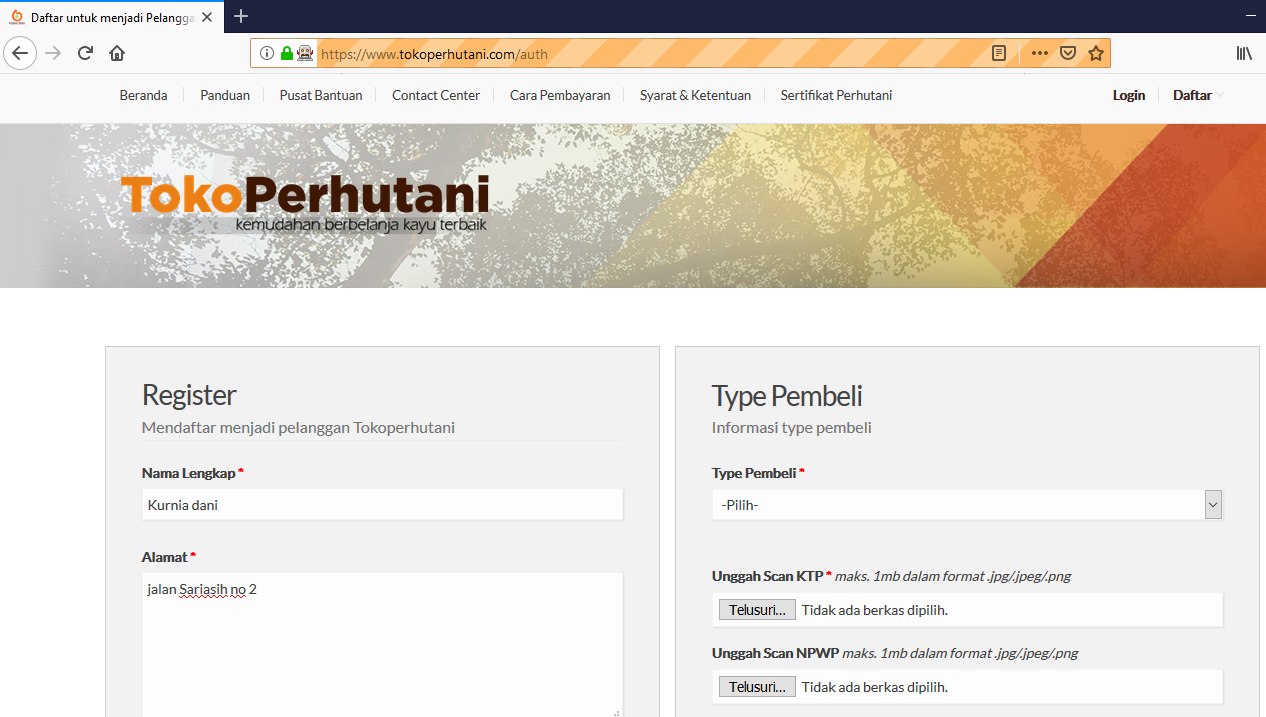 Daftar untuk menjadi Pelangga
https://www.tokoperhutani.com/auth
Beranda Panduan Pusat Bantuan Contact Center Cara Pembayaran Syarat & Ketentuan Sertifikat Perhutani Login Daftar
TokoPerhutani
kemudahan berbelanja kayu terbaik
Register
Mendaftar menjadi pelanggan Tokoperhutani
Nama Lengkap *
Kurnia dani
Alamat *
jalan Sariasih no 2
Type Pembeli
Informasi type pembeli
Type Pembeli *
-Pilih-
Unggah Scan KTP * maks. 1mb dalam format .jpg/.jpeg/.png
Telusuri... Tidak ada berkas dipilih.
Unggah Scan NPWP maks. 1mb dalam format .jpg/.jpeg/.png
Telusuri... Tidak ada berkas dipilih.